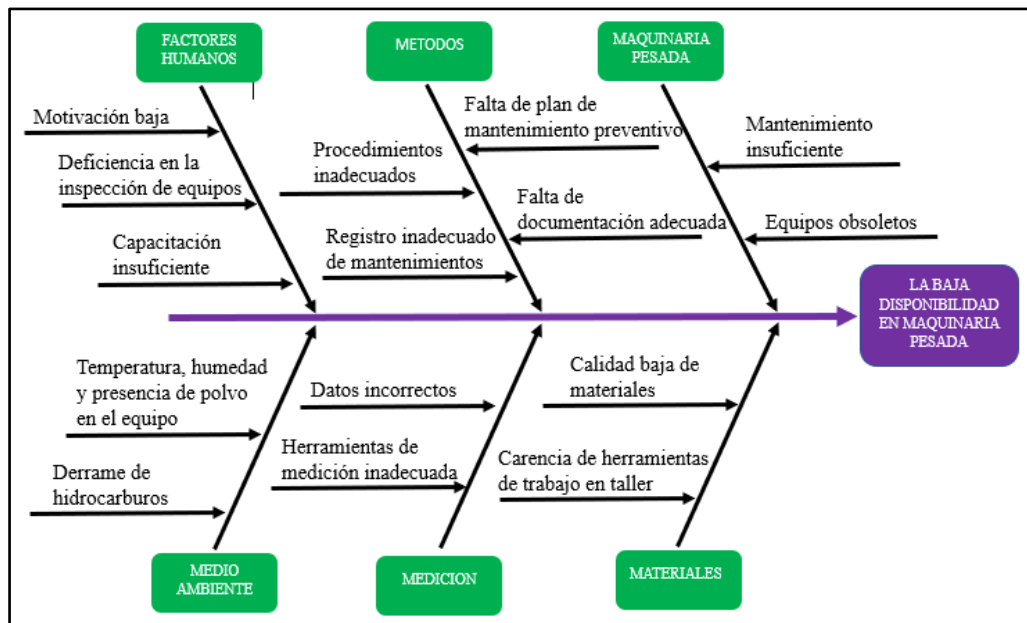 FACTORES
HUMANOS
METODOS
MAQUINARIA
PESADA
Motivación baja
Deficiencia en la
inspección de equipos
Capacitación
insuficiente
Falta de plan de
mantenimiento preventivo
Procedimientos
inadecuados
Falta de
documentación adecuada
Registro inadecuado
de mantenimientos
Mantenimiento
insuficiente
Equipos obsoletos
LA BAJA
DISPONIBILIDAD
EN MAQUINARIA
PESADA
Temperatura, humedad
y presencia de polvo
en el equipo
Derrame de
hidrocarburos
Datos incorrectos
Herramientas de
medición inadecuada
Calidad baja de
materiales
Carencia de herramientas
de trabajo en taller
MEDIO
AMBIENTE
MEDICION
MATERIALES